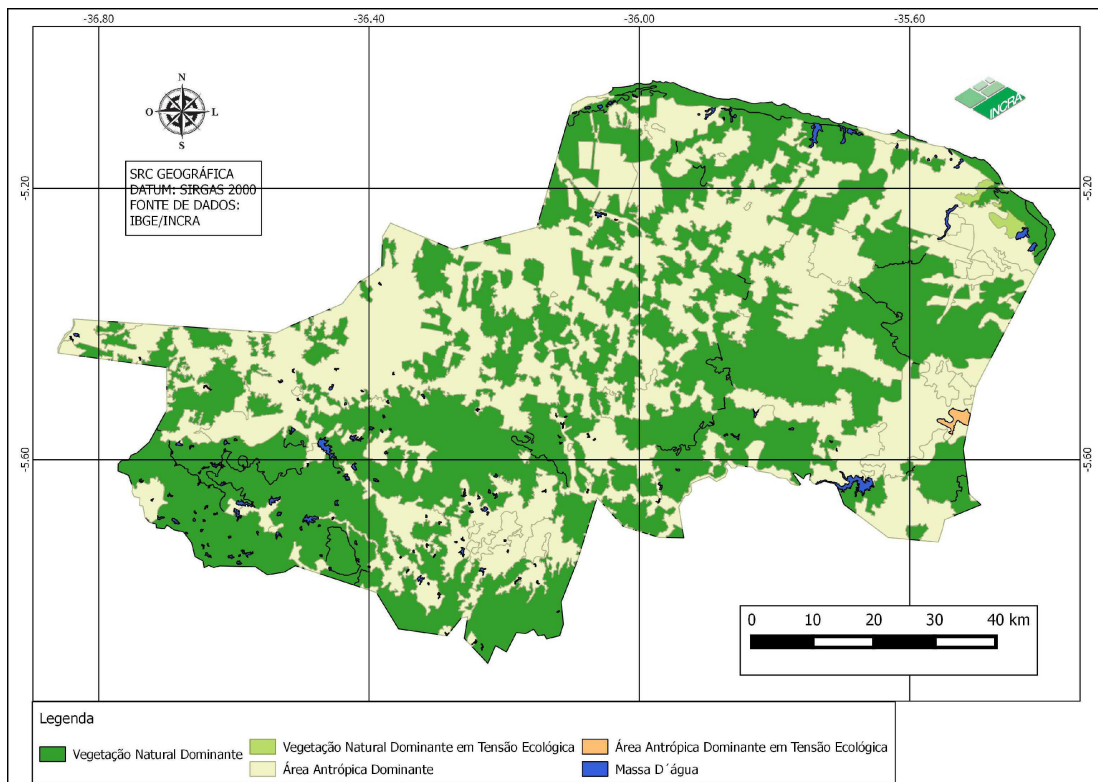 -36.80 -36.40 -36.00 -35.60
N
O L
S
INCRA
SRC GEOGRÁFICA
DATUM: SIRGAS 2000
FONTE DE DADOS:
IBGE/INCRA
-5.20 -5.20
-5.60 -5.60
0 10 20 30 40 km
Legenda
Vegetação Natural Dominante
Vegetação Natural Dominante em Tensão Ecológica
Área Antrópica Dominante
Área Antrópica Dominante em Tensão Ecológica
Massa D´água